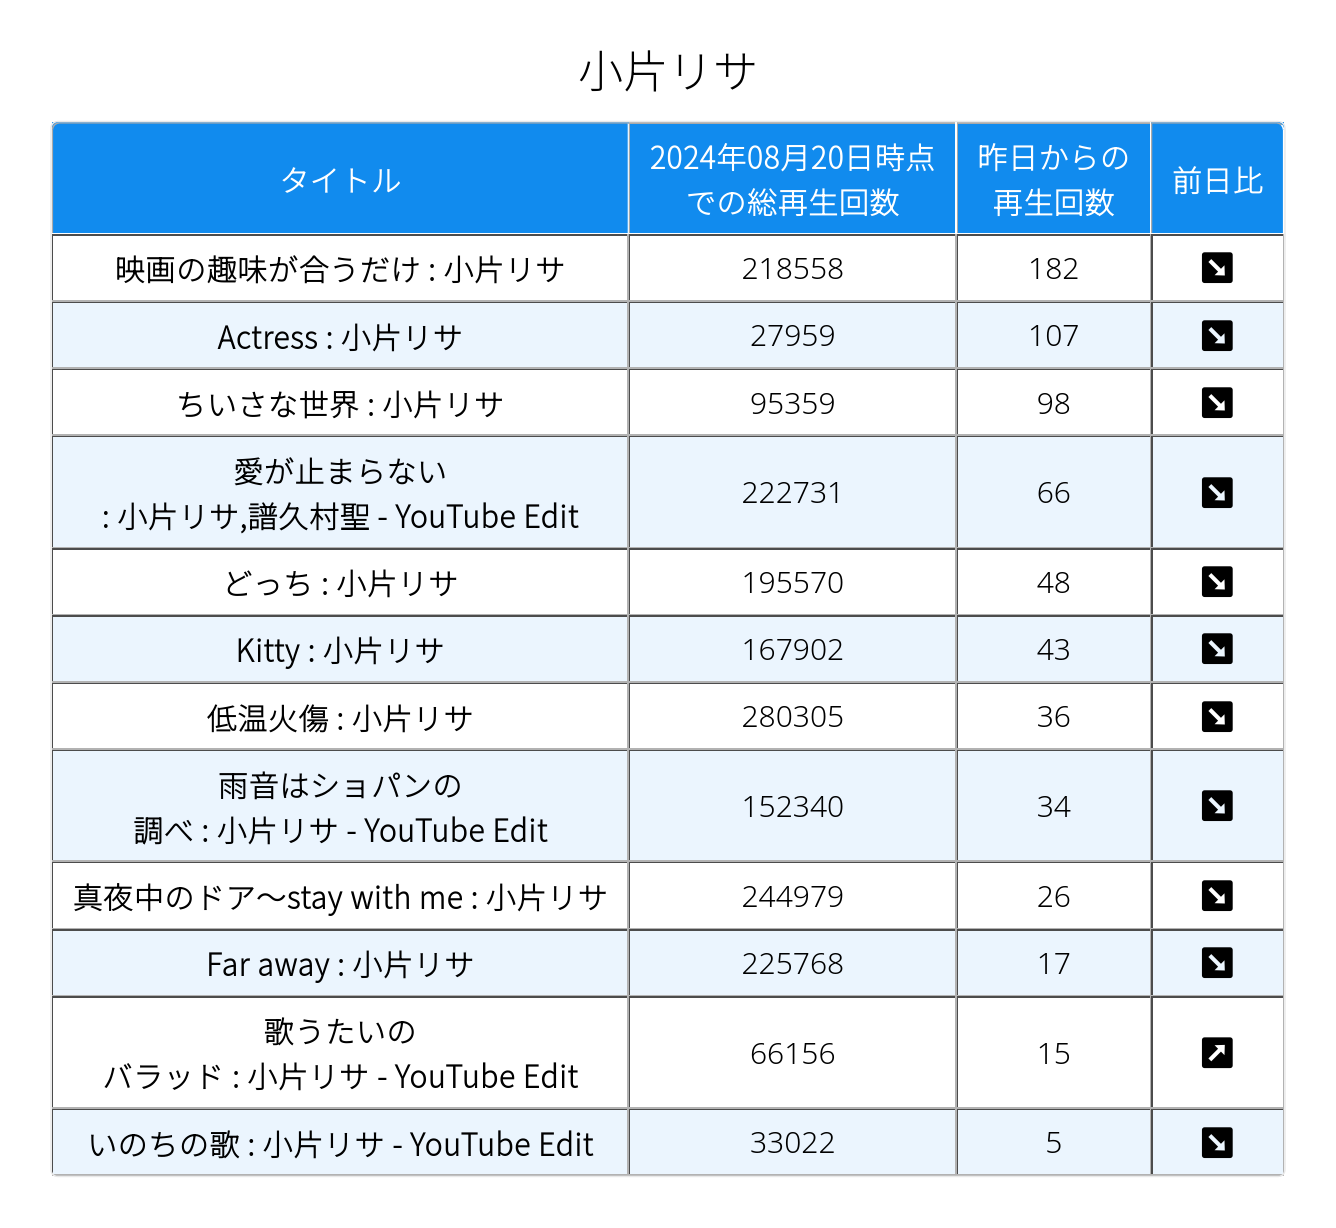 小片リサ
タイトル
2024年08月20日時点
での総再生回数
昨日からの
再生回数
前日比
映画の趣味が合うだけ : 小片リサ 218558 182 ↘
Actress : 小片リサ 27959 107 ↘
ちいさな世界 : 小片リサ 95359 98 ↘
愛が止まらない
: 小片リサ,譜久村聖 - YouTube Edit 222731 66 ↘
どっち : 小片リサ 195570 48 ↘
Kitty : 小片リサ 167902 43 ↘
低温火傷 : 小片リサ 280305 36 ↘
雨音はショパンの
調べ : 小片リサ - YouTube Edit 152340 34 ↘
真夜中のドア〜stay with me : 小片リサ 244979 26 ↘
Far away : 小片リサ 225768 17 ↘
歌うたいの
バラッド : 小片リサ - YouTube Edit 66156 15 ↗
いのちの歌 : 小片リサ - YouTube Edit 33022 5 ↘